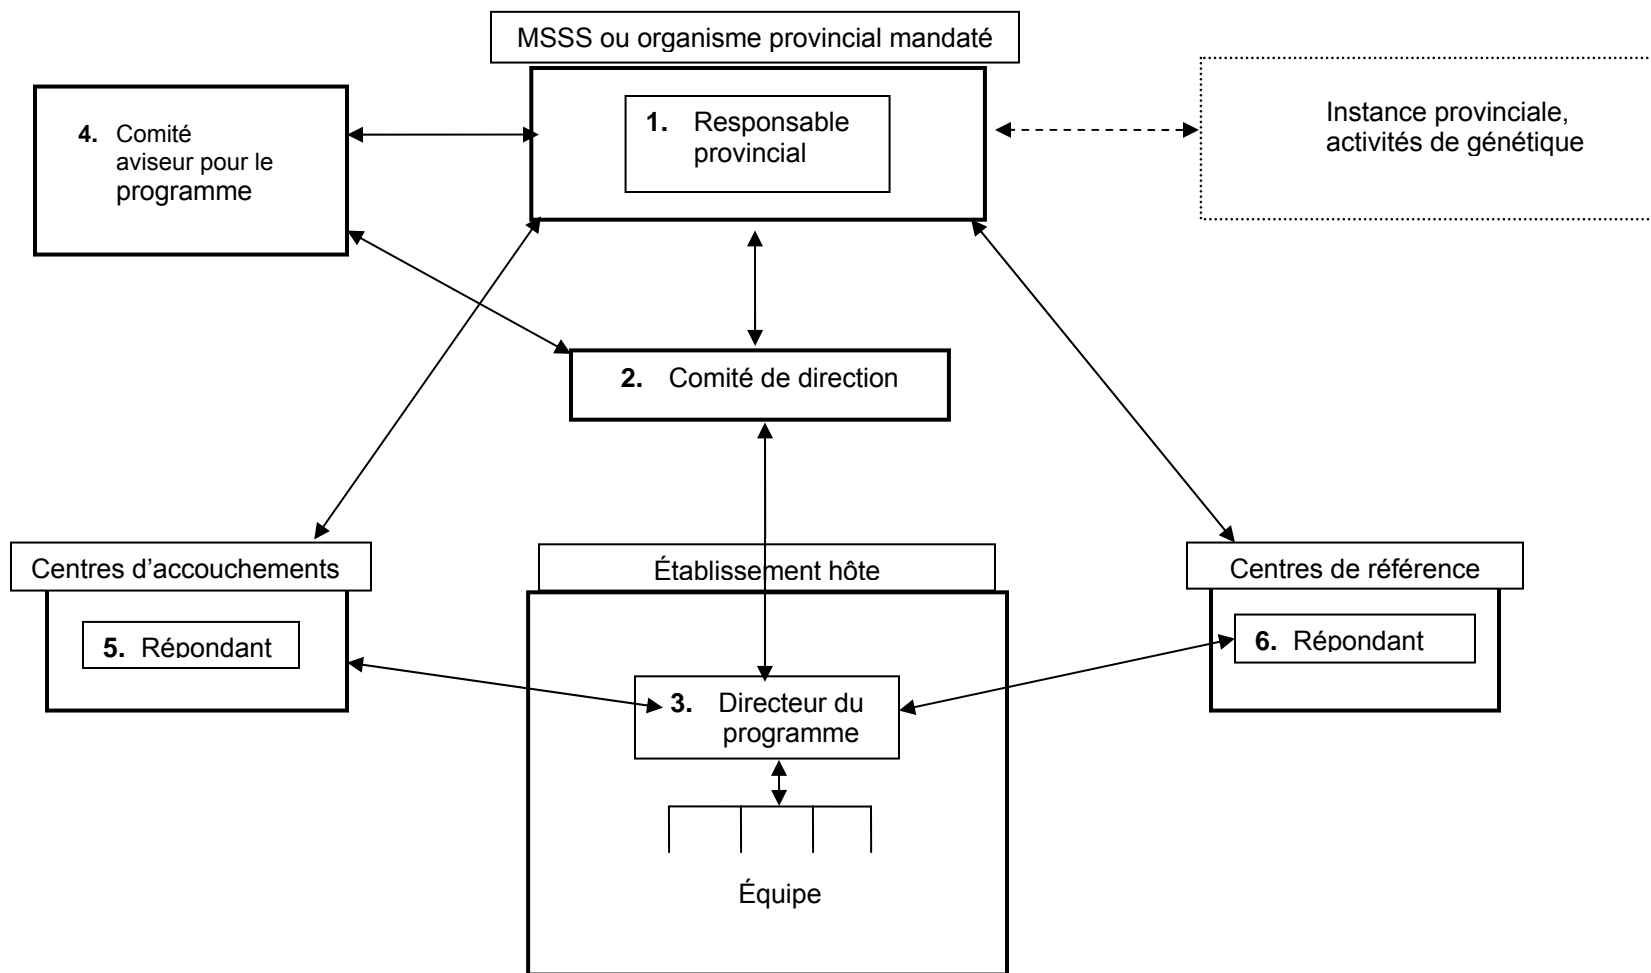 MSSS ou organisme provincial mandaté
1. Responsable
provincial
Instance provinciale,
activités de génétique
4. Comité
aviseur pour le
programme
2. Comité de direction
Centres d'accouchements
5. Répondant
Établissement hôte
3. Directeur du
programme
Équipe
Centres de référence
6. Répondant